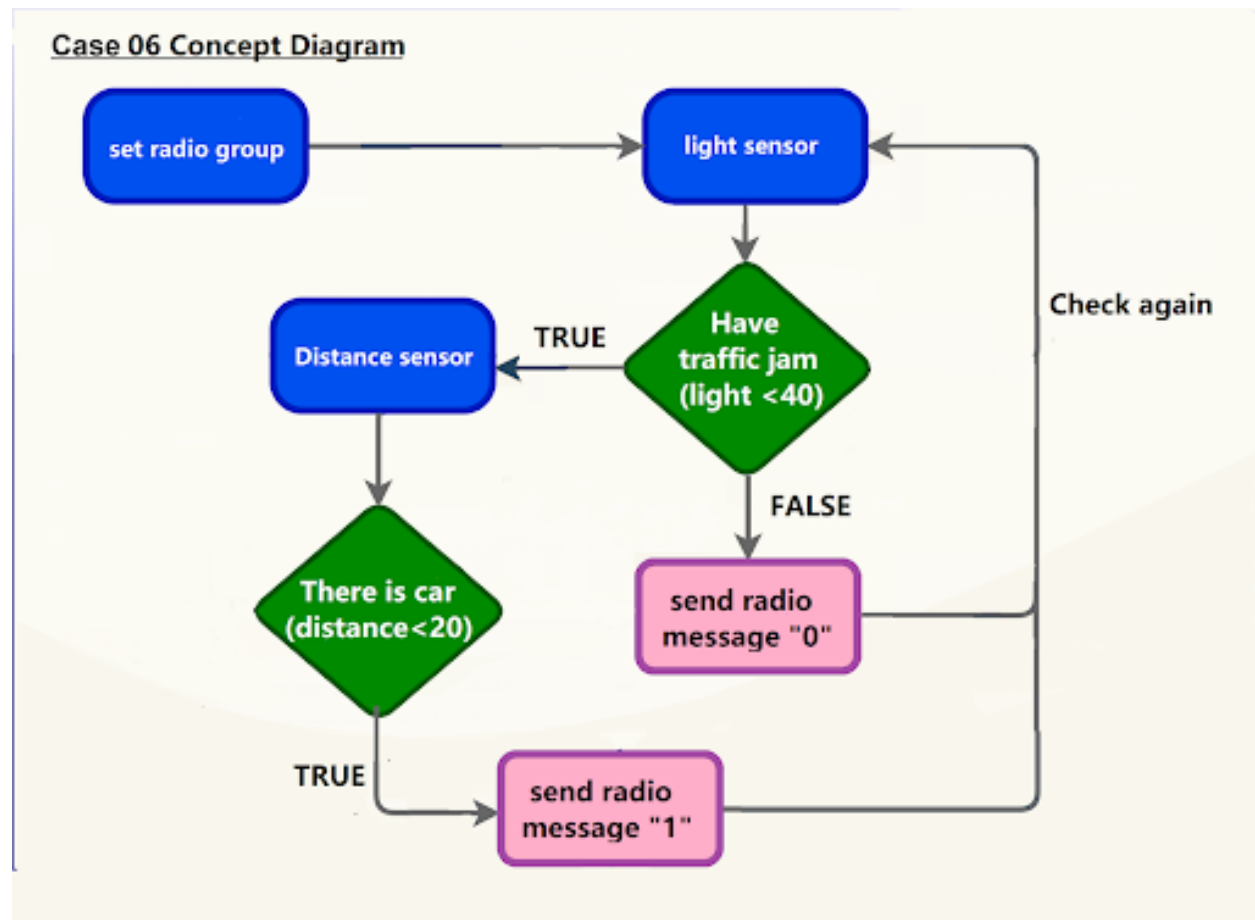 Case 06 Concept Diagram
set radio group
light sensor
Check again
Have
traffic jam
(light <40)
TRUE
Distance sensor
FALSE
There is car
(distance<20)
send radio
message "0"
TRUE
send radio
message "1"